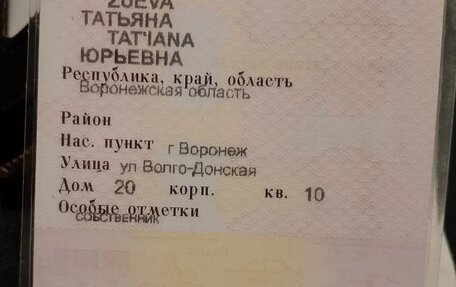 ZUEVA
ТАТЬЯНА
TAT'IANA
ЮРЬЕВНА
Республика, край, область
Воронежская область
Район
Нас. пункт г Воронеж
Улица ул Волго-Донская
Дом 20 корп. кв. 10
Особые отметки
СОБСТВЕННИК